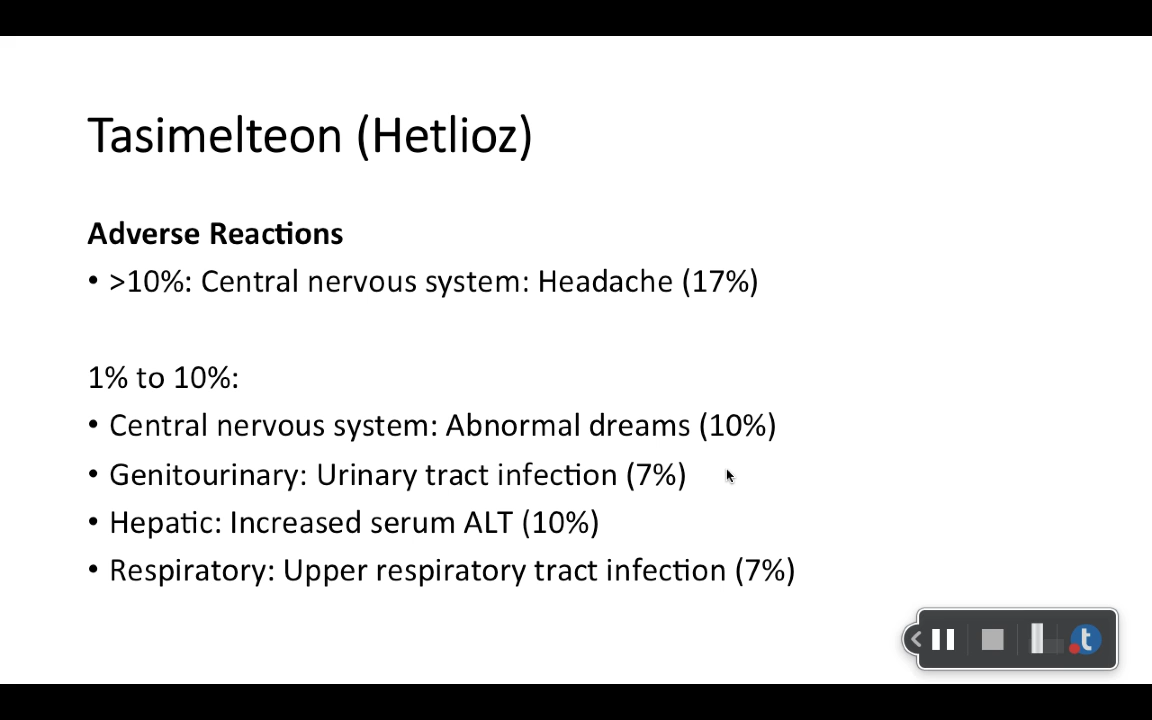 Tasimelteon (Hetlioz)
Adverse Reactions
• >10%: Central nervous system: Headache (17%)
1% to 10%:
• Central nervous system: Abnormal dreams (10%)
• Genitourinary: Urinary tract infection (7%)
• Hepatic: Increased serum ALT (10%)
• Respiratory: Upper respiratory tract infection (7%)
t